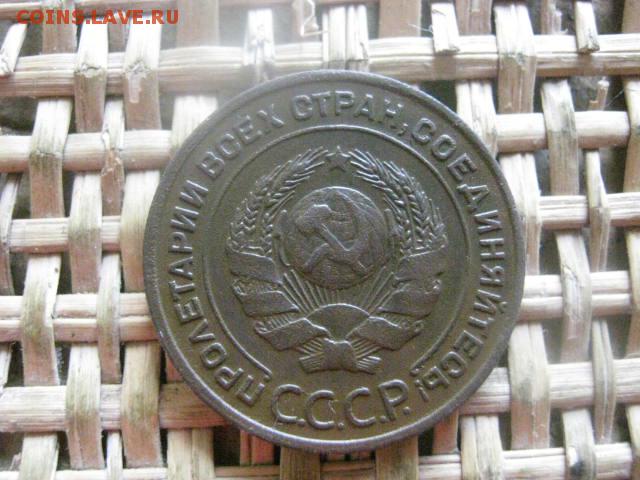 COINS.LAVE.RU
ПРОЛЕТАРИИ ВСЕХ СТРАН, СОЕДИНЯЙТЕСЬ!
С.С.С.Р.